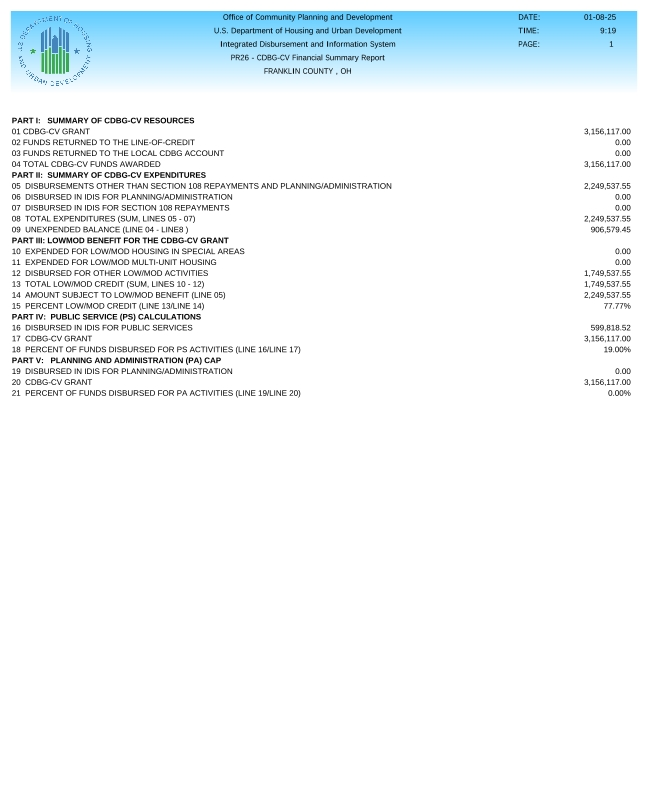 U.S. DEPARTMENT OF HOUSING AND URBAN DEVELOPMENT
Office of Community Planning and Development
DATE: 01-08-25
U.S. Department of Housing and Urban Development
TIME: 9:19
Integrated Disbursement and Information System
PAGE: 1
PR26 - CDBG-CV Financial Summary Report
FRANKLIN COUNTY , OH
PART I: SUMMARY OF CDBG-CV RESOURCES
01 CDBG-CV GRANT 3,156,117.00
02 FUNDS RETURNED TO THE LINE-OF-CREDIT 0.00
03 FUNDS RETURNED TO THE LOCAL CDBG ACCOUNT 0.00
04 TOTAL CDBG-CV FUNDS AWARDED 3,156,117.00
PART II: SUMMARY OF CDBG-CV EXPENDITURES
05 DISBURSEMENTS OTHER THAN SECTION 108 REPAYMENTS AND PLANNING/ADMINISTRATION 2,249,537.55
06 DISBURSED IN IDIS FOR PLANNING/ADMINISTRATION 0.00
07 DISBURSED IN IDIS FOR SECTION 108 REPAYMENTS 0.00
08 TOTAL EXPENDITURES (SUM, LINES 05 - 07) 2,249,537.55
09 UNEXPENDED BALANCE (LINE 04 - LINE8 ) 906,579.45
PART III: LOWMOD BENEFIT FOR THE CDBG-CV GRANT
10 EXPENDED FOR LOW/MOD HOUSING IN SPECIAL AREAS 0.00
11 EXPENDED FOR LOW/MOD MULTI-UNIT HOUSING 0.00
12 DISBURSED FOR OTHER LOW/MOD ACTIVITIES 1,749,537.55
13 TOTAL LOW/MOD CREDIT (SUM, LINES 10 - 12) 1,749,537.55
14 AMOUNT SUBJECT TO LOW/MOD BENEFIT (LINE 05) 2,249,537.55
15 PERCENT LOW/MOD CREDIT (LINE 13/LINE 14) 77.77%
PART IV: PUBLIC SERVICE (PS) CALCULATIONS
16 DISBURSED IN IDIS FOR PUBLIC SERVICES 599,818.52
17 CDBG-CV GRANT 3,156,117.00
18 PERCENT OF FUNDS DISBURSED FOR PS ACTIVITIES (LINE 16/LINE 17) 19.00%
PART V: PLANNING AND ADMINISTRATION (PA) CAP
19 DISBURSED IN IDIS FOR PLANNING/ADMINISTRATION 0.00
20 CDBG-CV GRANT 3,156,117.00
21 PERCENT OF FUNDS DISBURSED FOR PA ACTIVITIES (LINE 19/LINE 20) 0.00%